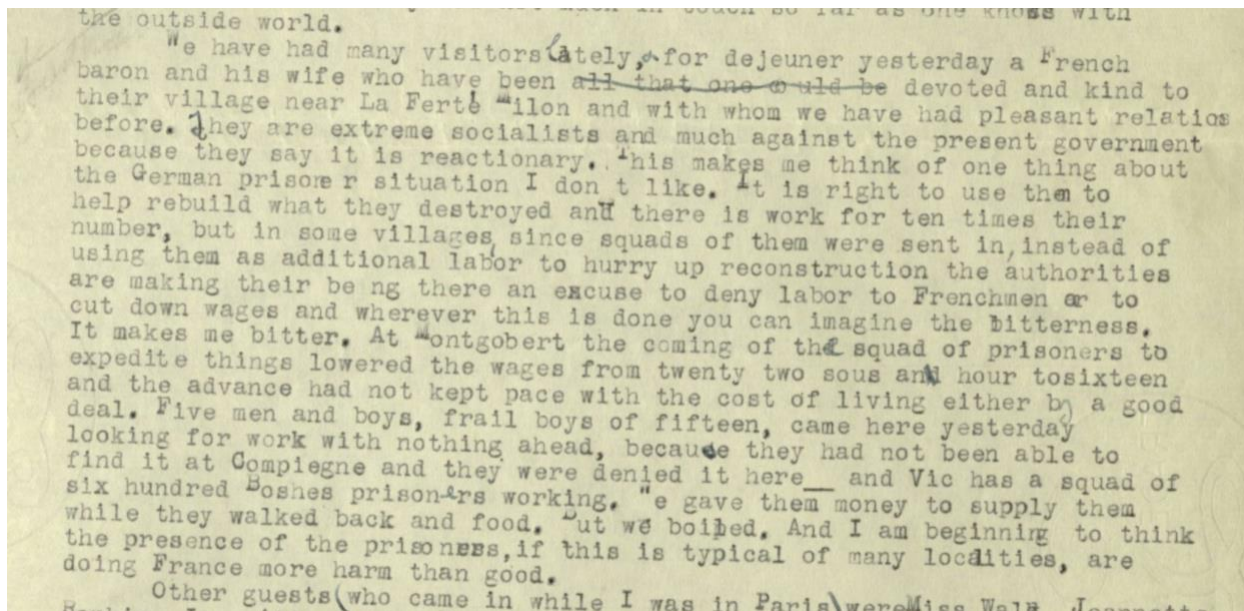 in touch so far as one knows with
the outside world.
We have had many visitors lately, for dejeuner yesterday a French
baron and his wife who have been all that one could be devoted and kind to
their village near La Ferte Milon and with whom we have had pleasant relatios
before. They are extreme socialists and much against the present government
because they say it is reactionary. This makes me think of one thing about
the German prisoner situation I don t like. It is right to use them to
help rebuild what they destroyed and there is work for ten times their
number, but in some villages, since squads of them were sent in, instead of
using them as additional labor to hurry up reconstruction the authorities
are making their be ng there an excuse to deny labor to Frenchmen or to
cut down wages and wherever this is done you can imagine the bitterness.
It makes me bitter. At Montgobert the coming of the squad of prisoners to
expedite things lowered the wages from twenty two sous an hour tosixteen
and the advance had not kept pace with the cost of living either by a good
deal. Five men and boys, frail boys of fifteen, came here yesterday
looking for work with nothing ahead, because they had not been able to
find it at Compiegne and they were denied it here__ and Vic has a squad of
six hundred Boshes prisoners working. We gave them money to supply them
while they walked back and food. But we boiled. And I am beginning to think
the presence of the prisoners, if this is typical of many localities, are
doing France more harm than good.
Other guests (who came in while I was in Paris) were Miss